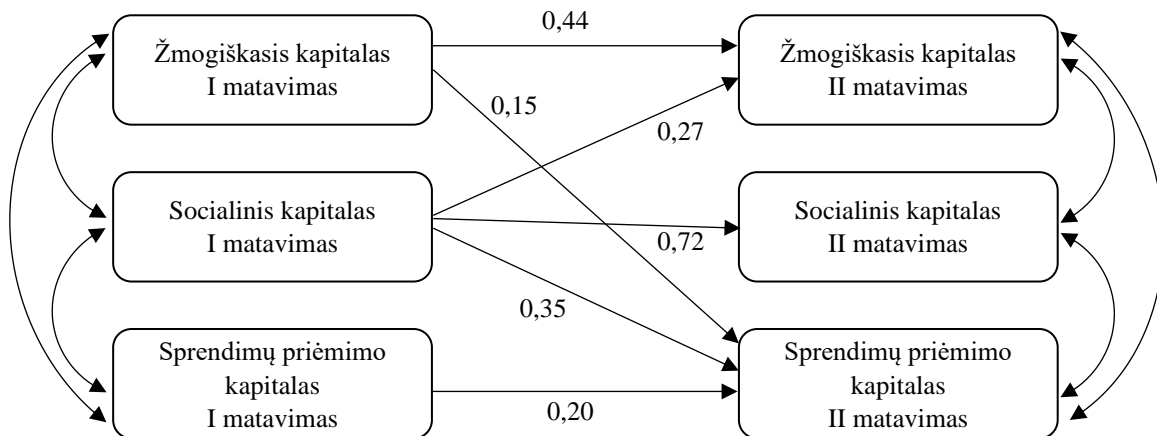 Žmogiškasis kapitalas
I matavimas
0,44
Žmogiškasis kapitalas
II matavimas
0,15
0,27
Socialinis kapitalas
I matavimas
Socialinis kapitalas
II matavimas
0,72
0,35
Sprendimų priėmimo
kapitalas
I matavimas
0,20
Sprendimų priėmimo
kapitalas
II matavimas